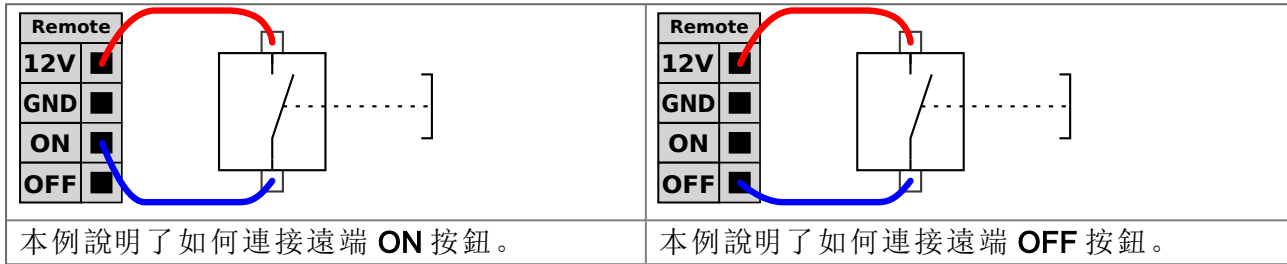 Remote
12V
GND
ON
OFF
Remote
12V
GND
ON
OFF
本例說明了如何連接遠端 ON 按鈕。
本例說明了如何連接遠端 OFF 按鈕。